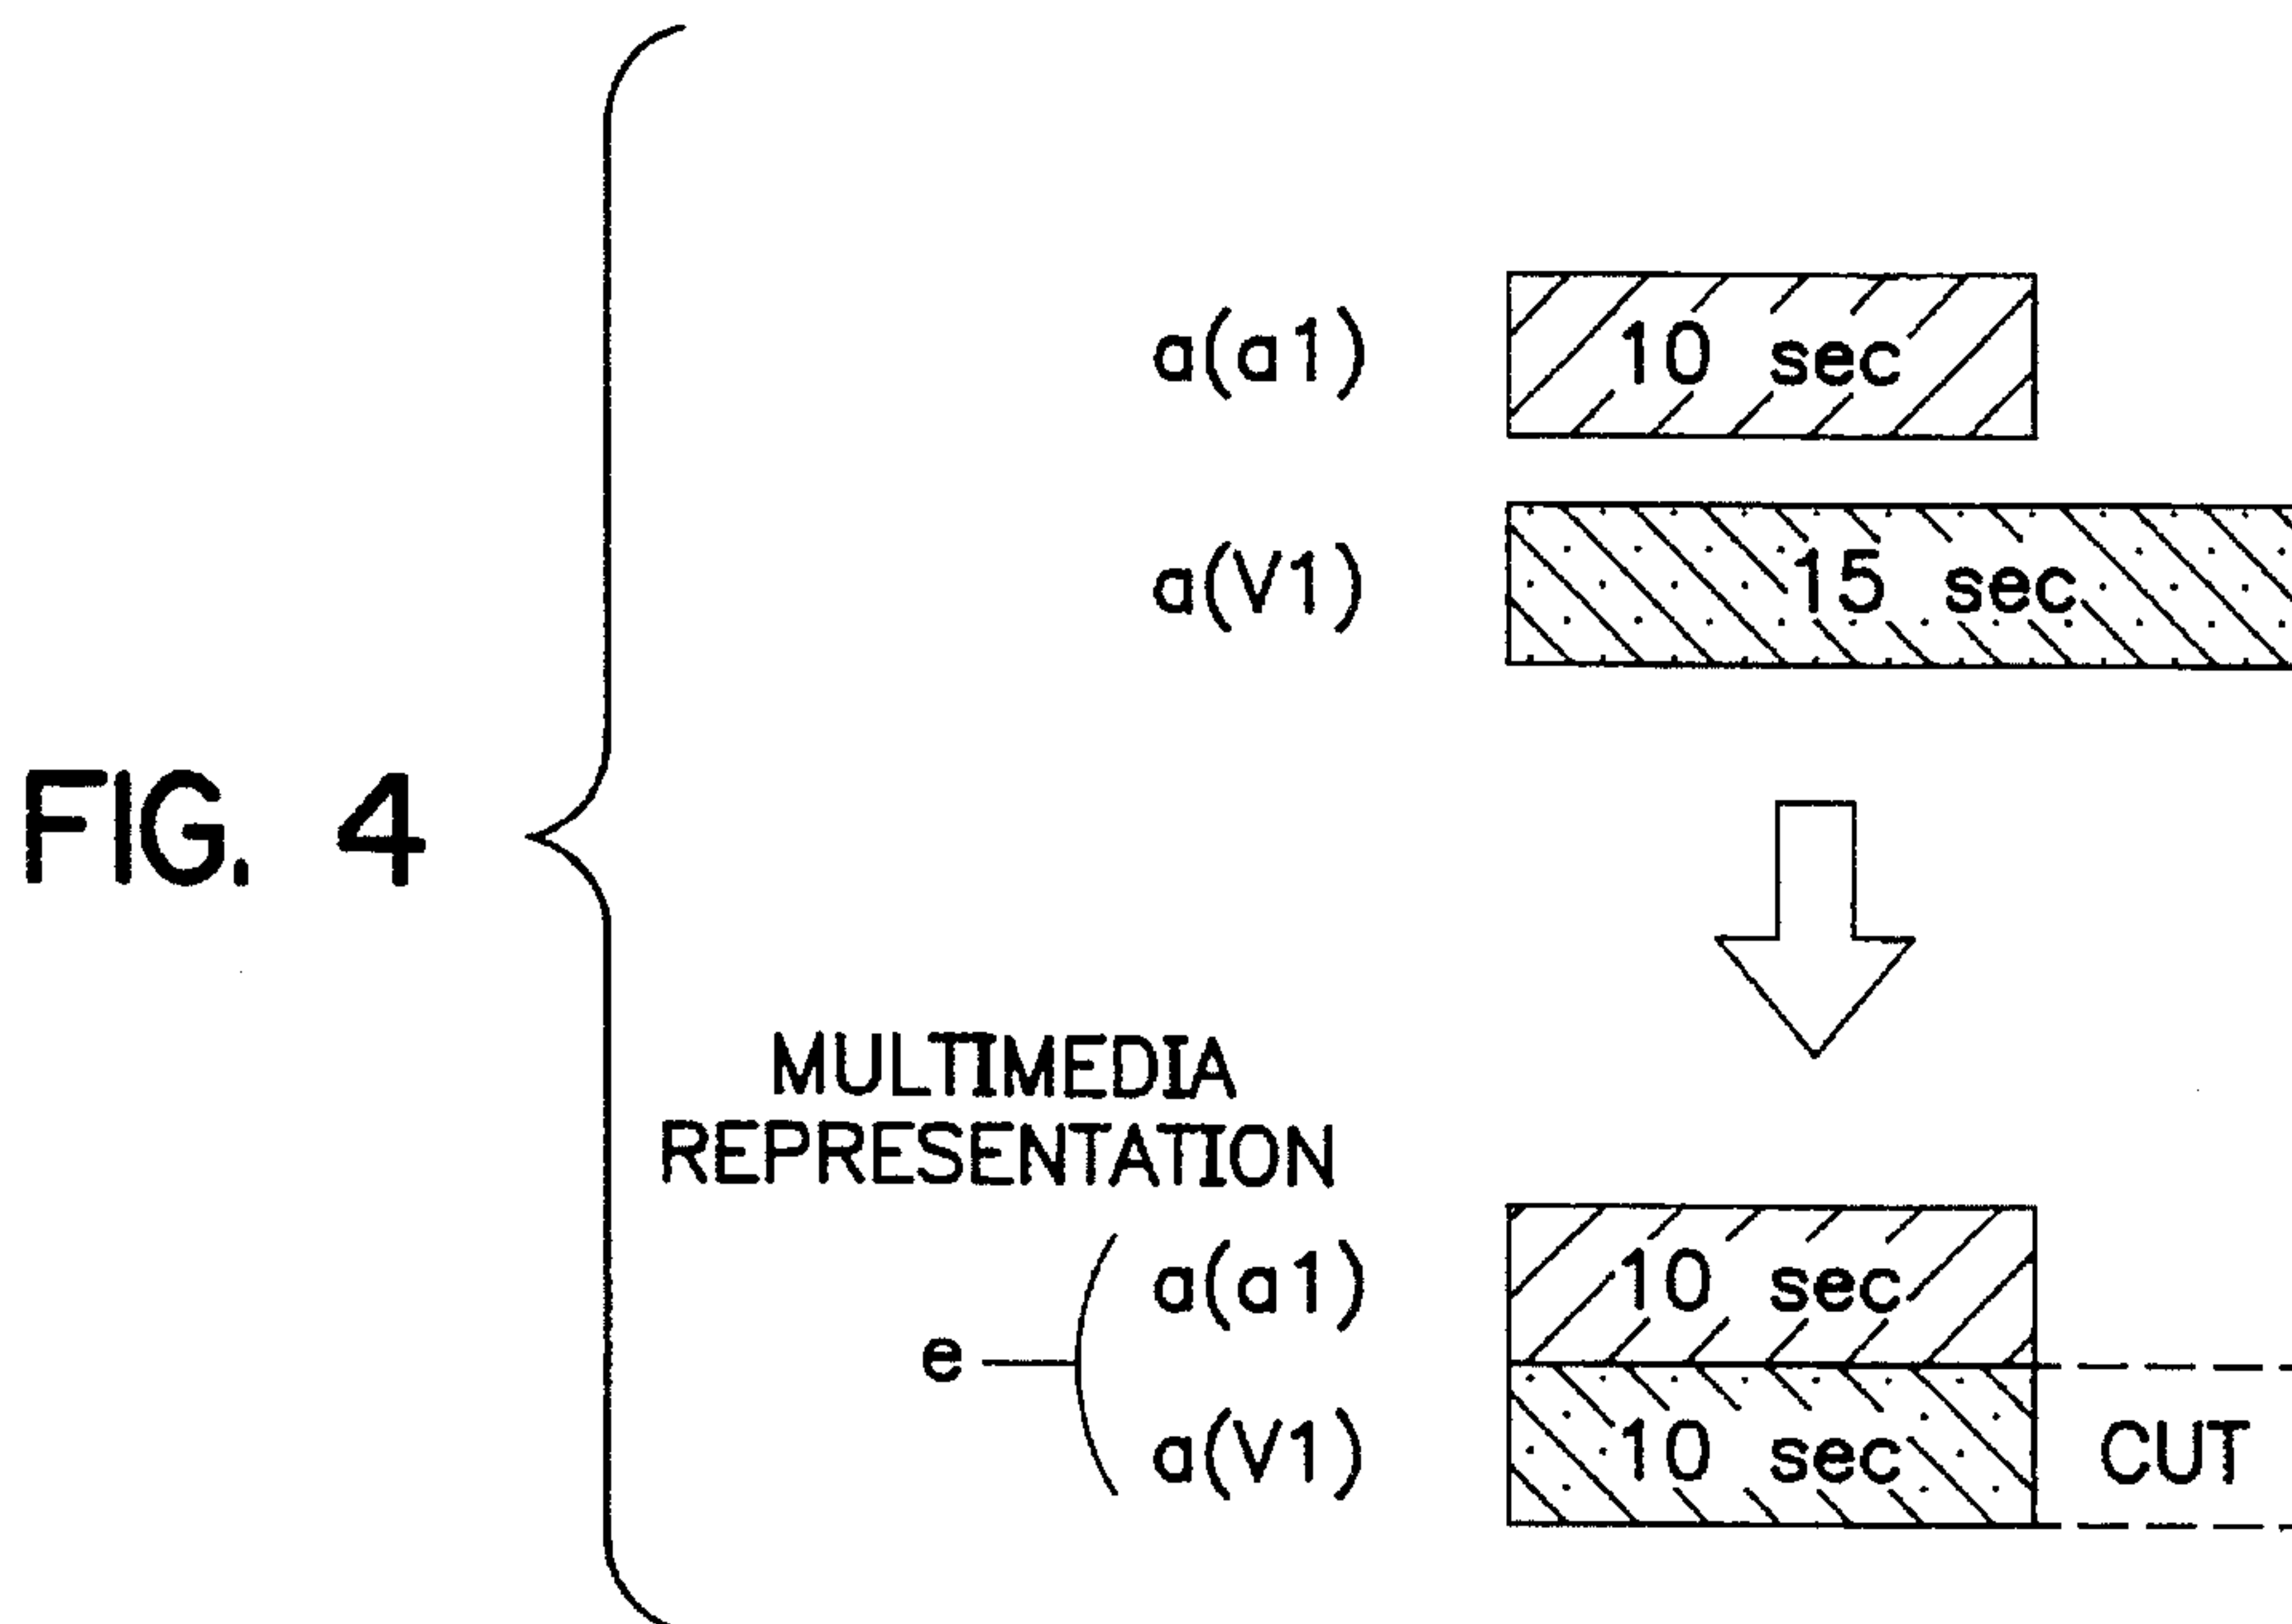 a(a1) 10 sec
a(V1) 15 sec
FIG. 4
MULTIMEDIA
REPRESENTATION
a(a1) 10 sec
e
a(V1) 10 sec CUT